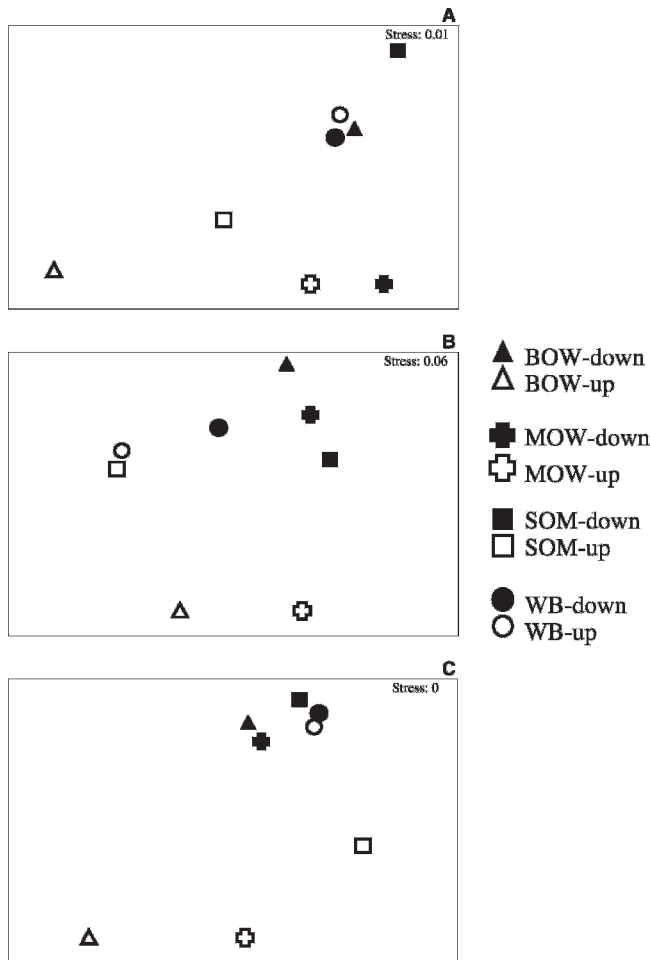 A
Stress: 0.01
B
Stress: 0.06
BOW-down
BOW-up
MOW-down
MOW-up
SOM-down
SOM-up
WB-down
WB-up
C
Stress: 0